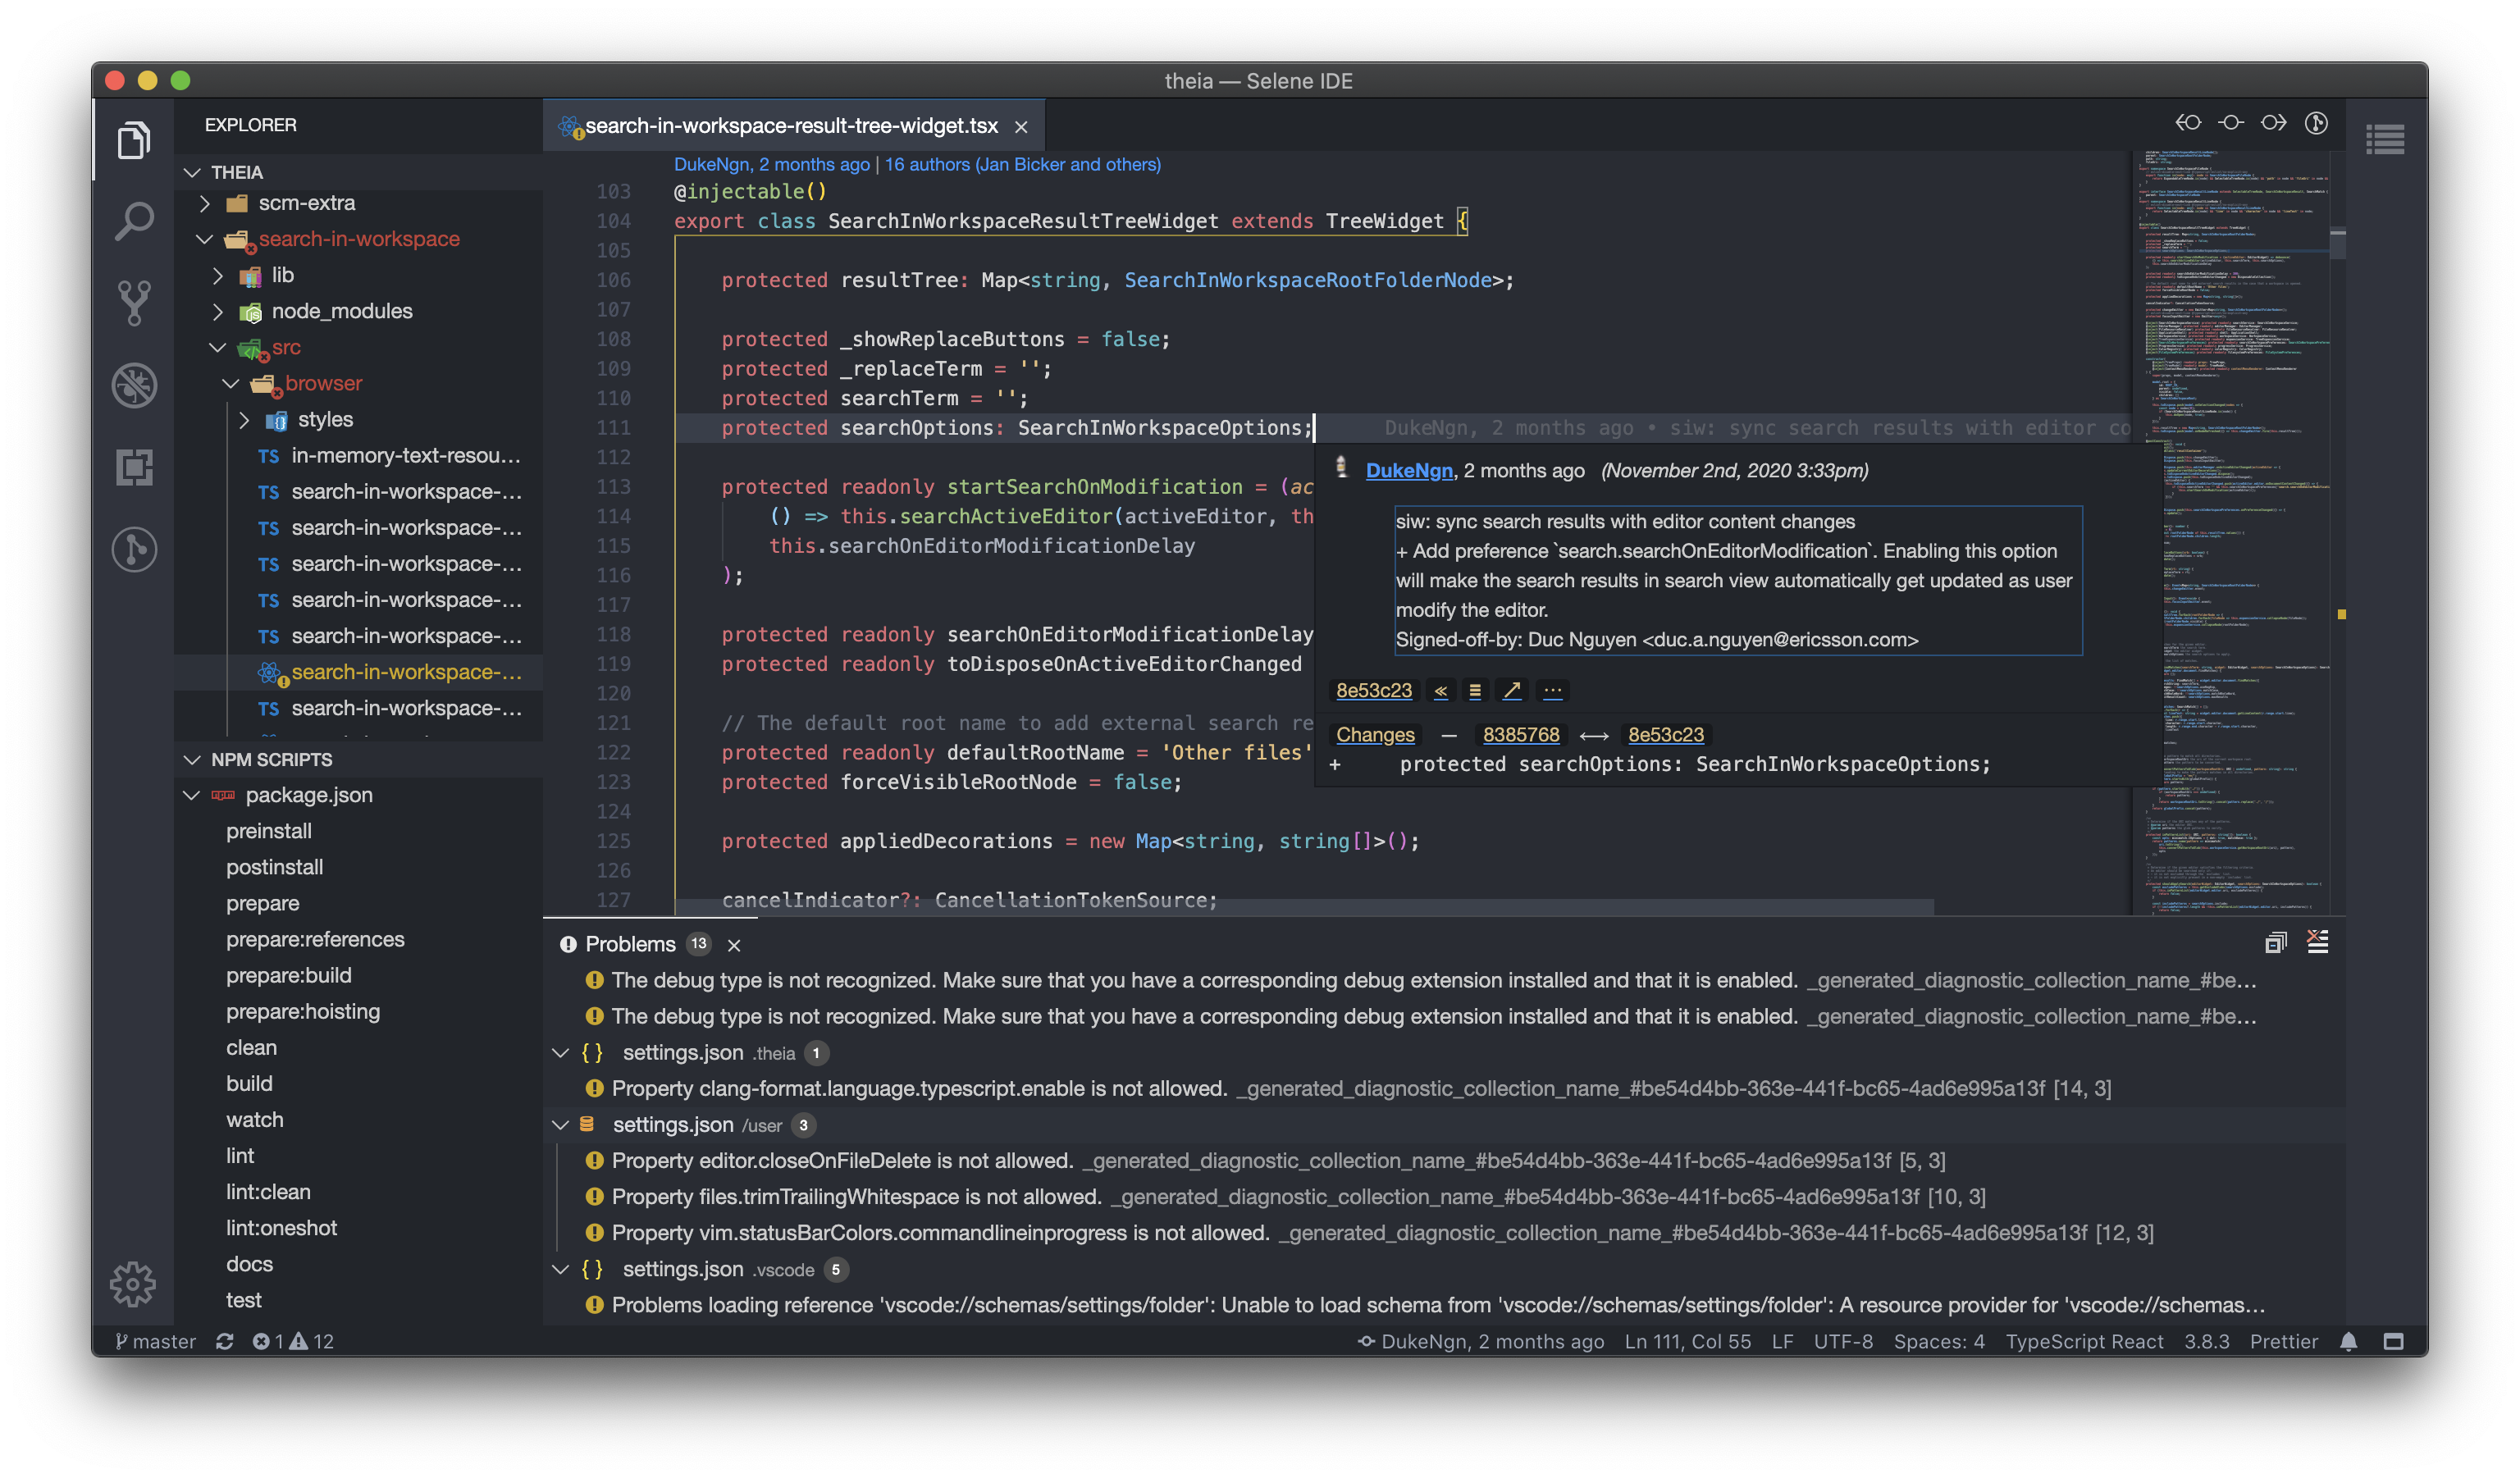 theia — Selene IDE
EXPLORER
THEIA
scm-extra
search-in-workspace
lib
node_modules
src
browser
styles
TS in-memory-text-resou...
TS search-in-workspace-...
TS search-in-workspace-...
TS search-in-workspace-...
TS search-in-workspace-...
TS search-in-workspace-...
search-in-workspace-...
TS search-in-workspace-...
NPM SCRIPTS
package.json
preinstall
postinstall
prepare
prepare:references
prepare:build
prepare:hoisting
clean
build
watch
lint
lint:clean
lint:oneshot
docs
test
search-in-workspace-result-tree-widget.tsx
DukeNgn, 2 months ago | 16 authors (Jan Bicker and others)
103 @injectable()
104 export class SearchInWorkspaceResultTreeWidget extends TreeWidget {
105
106 protected resultTree: Map<string, SearchInWorkspaceRootFolderNode>;
107
108 protected _showReplaceButtons = false;
109 protected _replaceTerm = '';
110 protected searchTerm = '';
111 protected searchOptions: SearchInWorkspaceOptions; DukeNgn, 2 months ago • siw: sync search results with editor co
112
113 protected readonly startSearchOnModification = (ac
114 () => this.searchActiveEditor(activeEditor, th
115 this.searchOnEditorModificationDelay
116 );
117
118 protected readonly searchOnEditorModificationDelay
119 protected readonly toDisposeOnActiveEditorChanged
120
121 // The default root name to add external search re
122 protected readonly defaultRootName = 'Other files'
123 protected forceVisibleRootNode = false;
124
125 protected appliedDecorations = new Map<string, string[]>();
126
127 cancelIndicator?: CancellationTokenSource;
DukeNgn, 2 months ago (November 2nd, 2020 3:33pm)
siw: sync search results with editor content changes
+ Add preference `search.searchOnEditorModification`. Enabling this option
will make the search results in search view automatically get updated as user
modify the editor.
Signed-off-by: Duc Nguyen <duc.a.nguyen@ericsson.com>
8e53c23
Changes — 8385768 ⟷ 8e53c23
+ protected searchOptions: SearchInWorkspaceOptions;
Problems 13
The debug type is not recognized. Make sure that you have a corresponding debug extension installed and that it is enabled. _generated_diagnostic_collection_name_#be...
The debug type is not recognized. Make sure that you have a corresponding debug extension installed and that it is enabled. _generated_diagnostic_collection_name_#be...
{} settings.json .theia 1
Property clang-format.language.typescript.enable is not allowed. _generated_diagnostic_collection_name_#be54d4bb-363e-441f-bc65-4ad6e995a13f [14, 3]
settings.json /user 3
Property editor.closeOnFileDelete is not allowed. _generated_diagnostic_collection_name_#be54d4bb-363e-441f-bc65-4ad6e995a13f [5, 3]
Property files.trimTrailingWhitespace is not allowed. _generated_diagnostic_collection_name_#be54d4bb-363e-441f-bc65-4ad6e995a13f [10, 3]
Property vim.statusBarColors.commandlineinprogress is not allowed. _generated_diagnostic_collection_name_#be54d4bb-363e-441f-bc65-4ad6e995a13f [12, 3]
{} settings.json .vscode 5
Problems loading reference 'vscode://schemas/settings/folder': Unable to load schema from 'vscode://schemas/settings/folder': A resource provider for 'vscode://schemas...
master 1 12 DukeNgn, 2 months ago Ln 111, Col 55 LF UTF-8 Spaces: 4 TypeScript React 3.8.3 Prettier